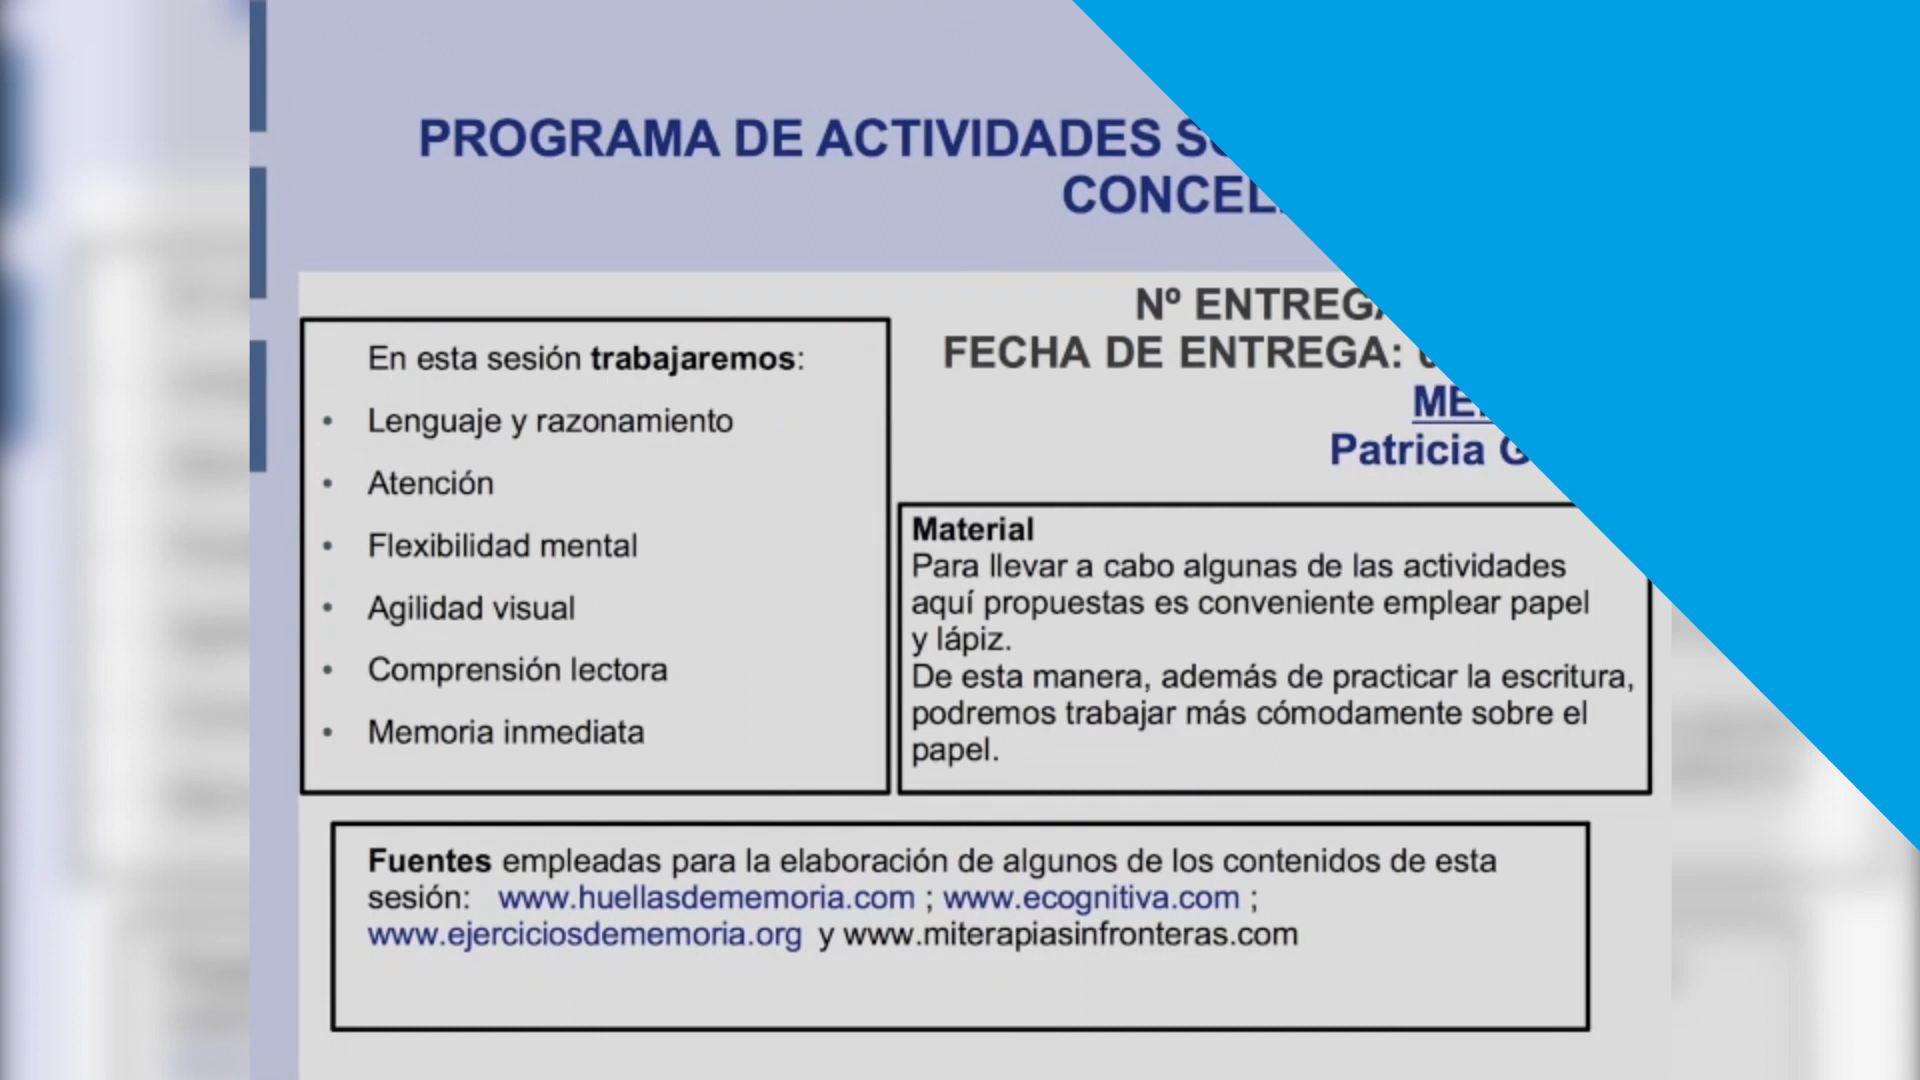 PROGRAMA DE ACTIVIDADES
Nº
FECHA DE ENTREGA:
Patricia
En esta sesión trabajaremos:
• Lenguaje y razonamiento
• Atención
• Flexibilidad mental
• Agilidad visual
• Comprensión lectora
• Memoria inmediata
Material
Para llevar a cabo algunas de las actividades
aquí propuestas es conveniente emplear papel
y lápiz.
De esta manera, además de practicar la escritura,
podremos trabajar más cómodamente sobre el
papel.
Fuentes empleadas para la elaboración de algunos de los contenidos de esta
sesión: www.huellasdememoria.com ; www.ecognitiva.com ;
www.ejerciciosdememoria.org y www.miterapiasinfronteras.com